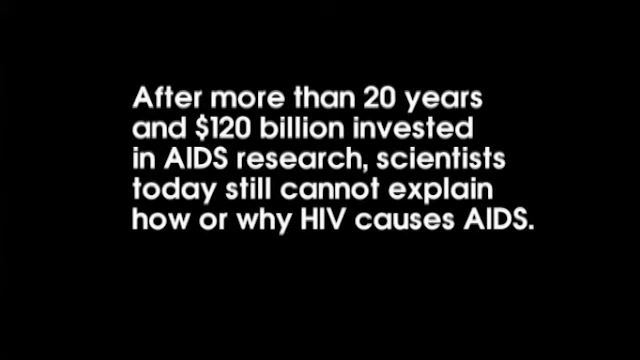 After more than 20 years
and $120 billion invested
in AIDS research, scientists
today still cannot explain
how or why HIV causes AIDS.